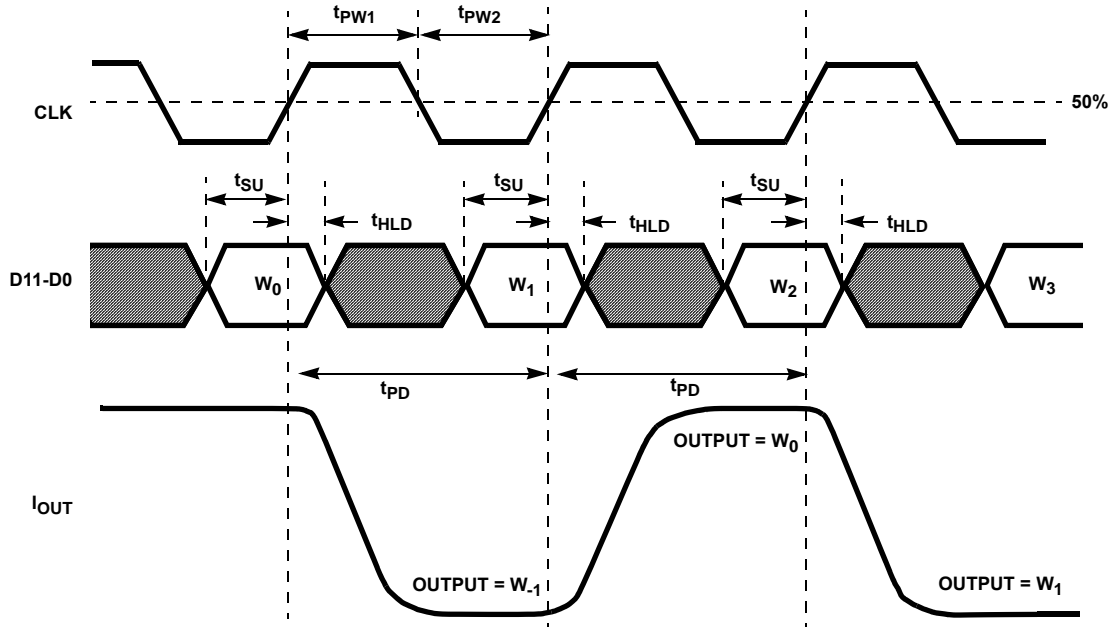 tPW1 tPW2
CLK
50%
tSU tSU tSU
tHLD tHLD tHLD
D11-D0
W0 W1 W2 W3
tPD tPD
OUTPUT = W0
IOUT
OUTPUT = W-1 OUTPUT = W1